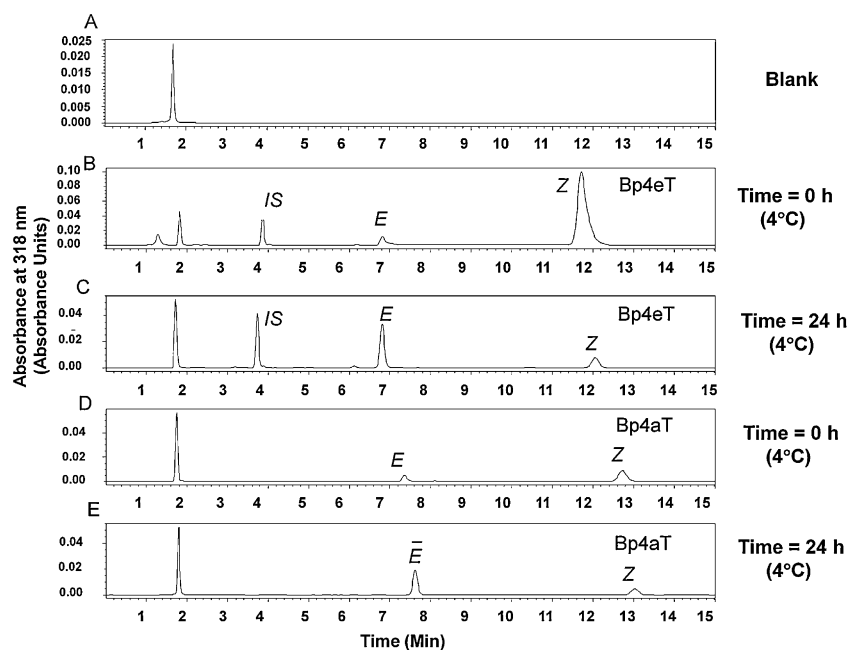 A
0.025
0.020
0.015
0.010
0.005
0.000
1 2 3 4 5 6 7 8 9 10 11 12 13 14 15
Blank
B
0.10
0.08
0.06
0.04
0.02
0.00
IS
E
Z
Bp4eT
1 2 3 4 5 6 7 8 9 10 11 12 13 14 15
Time = 0 h
(4°C)
C
0.04
0.0
0.00
IS
E
Z
Bp4eT
1 2 3 4 5 6 7 8 9 10 11 12 13 14 15
Time = 24 h
(4°C)
D
0.04
0.02
0.00
E
Z
Bp4aT
1 2 3 4 5 6 7 8 9 10 11 12 13 14 15
Time = 0 h
(4°C)
E
0.04
0.02
0.00
E
Z
Bp4aT
1 2 3 4 5 6 7 8 9 10 11 12 13 14 15
Time = 24 h
(4°C)
Time (Min)
Absorbance at 318 nm
(Absorbance Units)